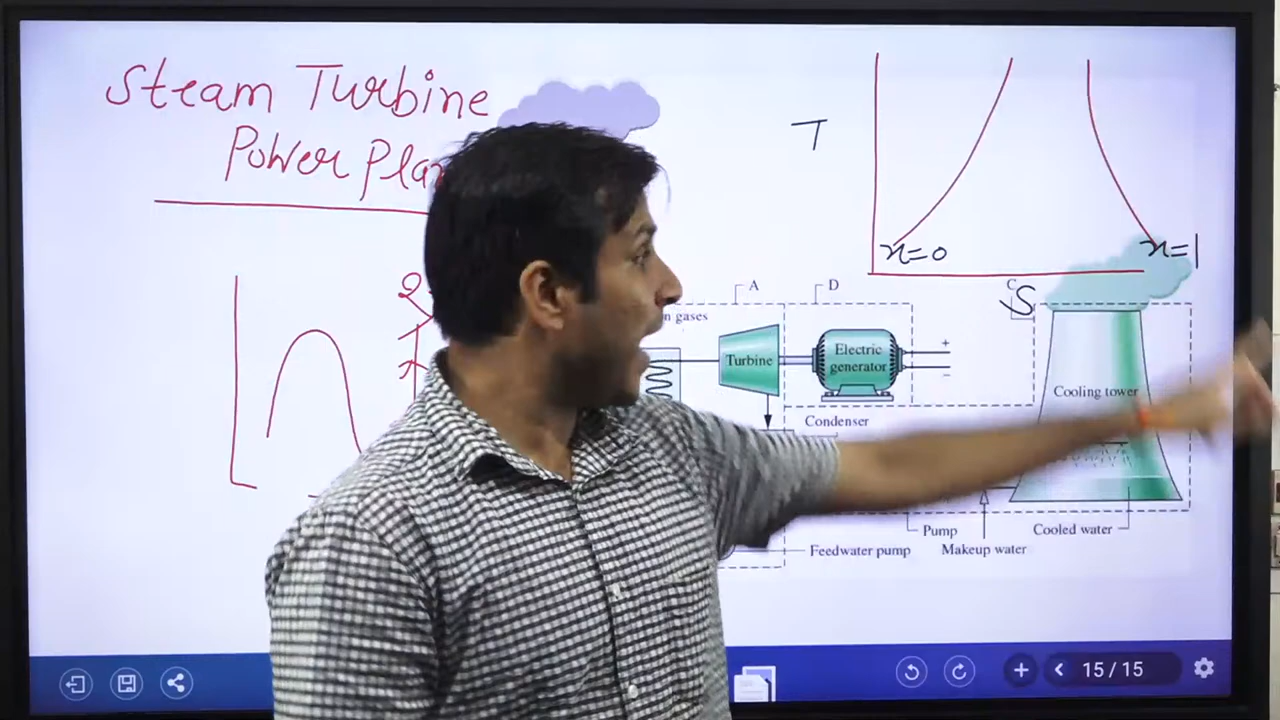 Steam Turbine
Power Plan
T
x=0
x=1
S
A
D
C
n gases
Turbine
Electric
generator
+
−
Cooling tower
Condenser
Pump
Feedwater pump
Makeup water
Cooled water
15/15